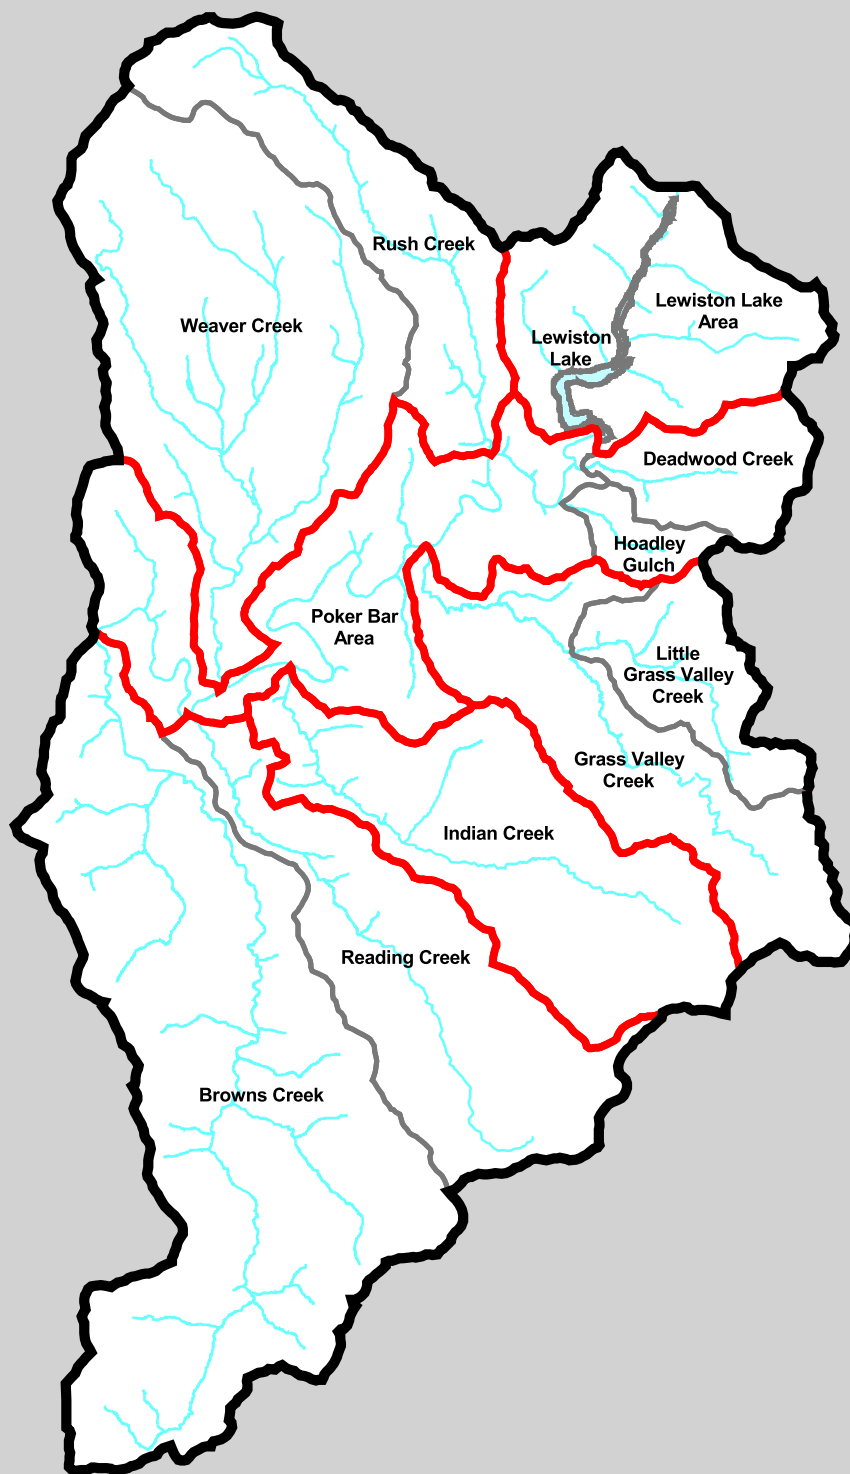 Rush Creek
Lewiston Lake
Area
Weaver Creek
Lewiston
Lake
Deadwood Creek
Hoadley
Gulch
Poker Bar
Area
Little
Grass Valley
Creek
Grass Valley
Creek
Indian Creek
Reading Creek
Browns Creek